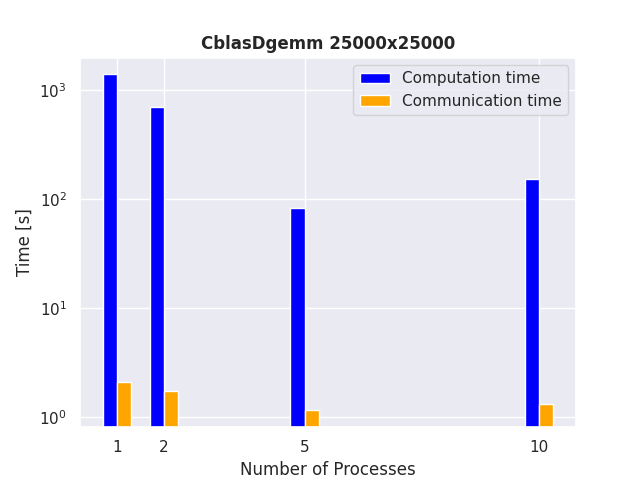 CblasDgemm 25000x25000
Computation time
Communication time
10³
10²
10¹
10⁰
Time [s]
1 2 5 10
Number of Processes